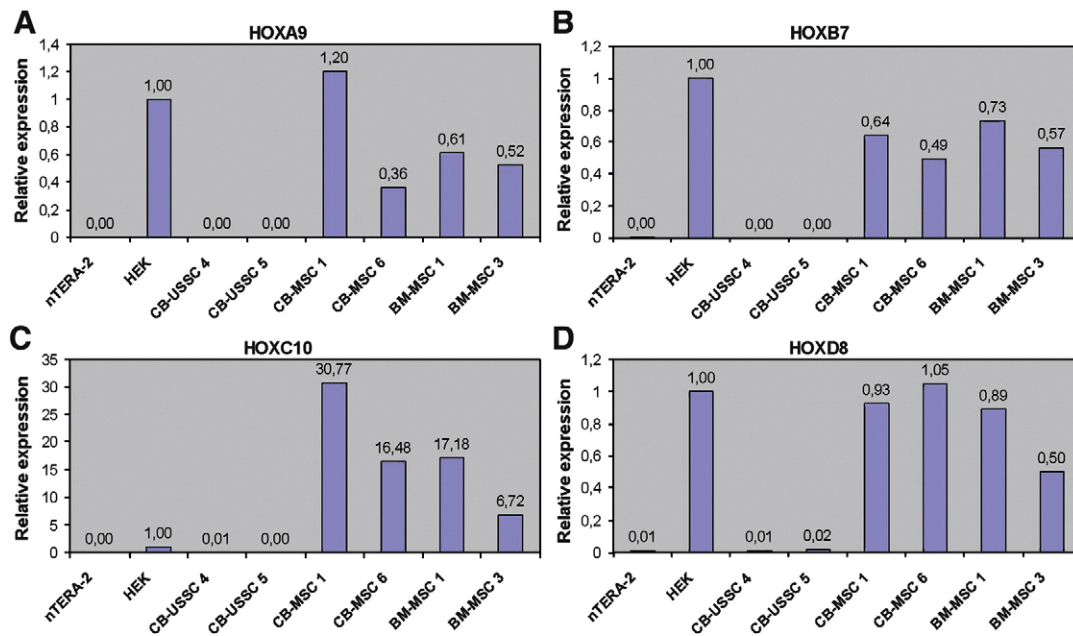 A
HOXA9
Relative expression
1,4
1,2
1
0,8
0,6
0,4
0,2
0
0,00
1,00
0,00
0,00
1,20
0,36
0,61
0,52
nTERA-2
HEK
CB-USSC 4
CB-USSC 5
CB-MSC 1
CB-MSC 6
BM-MSC 1
BM-MSC 3
B
HOXB7
Relative expression
1,2
1
0,8
0,6
0,4
0,2
0
0,00
1,00
0,00
0,00
0,64
0,49
0,73
0,57
nTERA-2
HEK
CB-USSC 4
CB-USSC 5
CB-MSC 1
CB-MSC 6
BM-MSC 1
BM-MSC 3
C
HOXC10
Relative expression
35
30
25
20
15
10
5
0
0,00
1,00
0,01
0,00
30,77
16,48
17,18
6,72
nTERA-2
HEK
CB-USSC 4
CB-USSC 5
CB-MSC 1
CB-MSC 6
BM-MSC 1
BM-MSC 3
D
HOXD8
Relative expression
1,2
1
0,8
0,6
0,4
0,2
0
0,01
1,00
0,01
0,02
0,93
1,05
0,89
0,50
nTERA-2
HEK
CB-USSC 4
CB-USSC 5
CB-MSC 1
CB-MSC 6
BM-MSC 1
BM-MSC 3